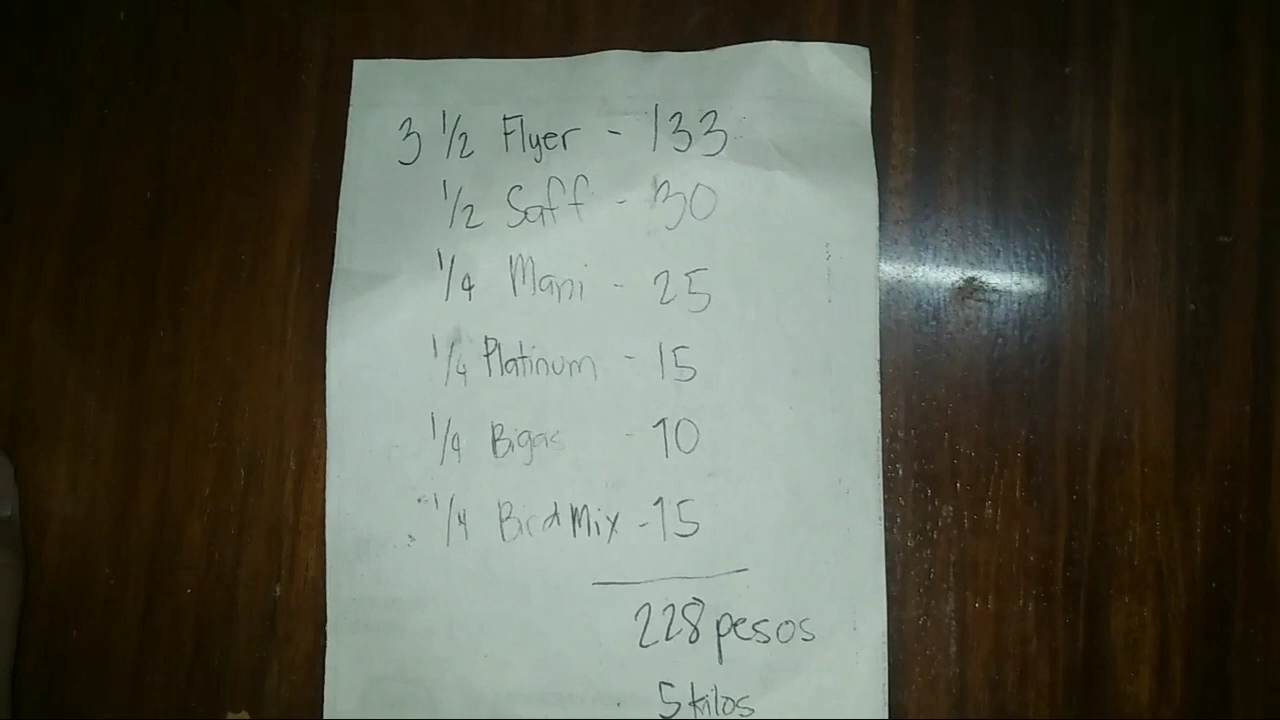 3 1/2 Flyer - 133
1/2 Saff - 30
1/4 Mani - 25
1/4 Platinum - 15
1/4 Bigas - 10
1/4 Bird Mix - 15
228 pesos
5 kilos